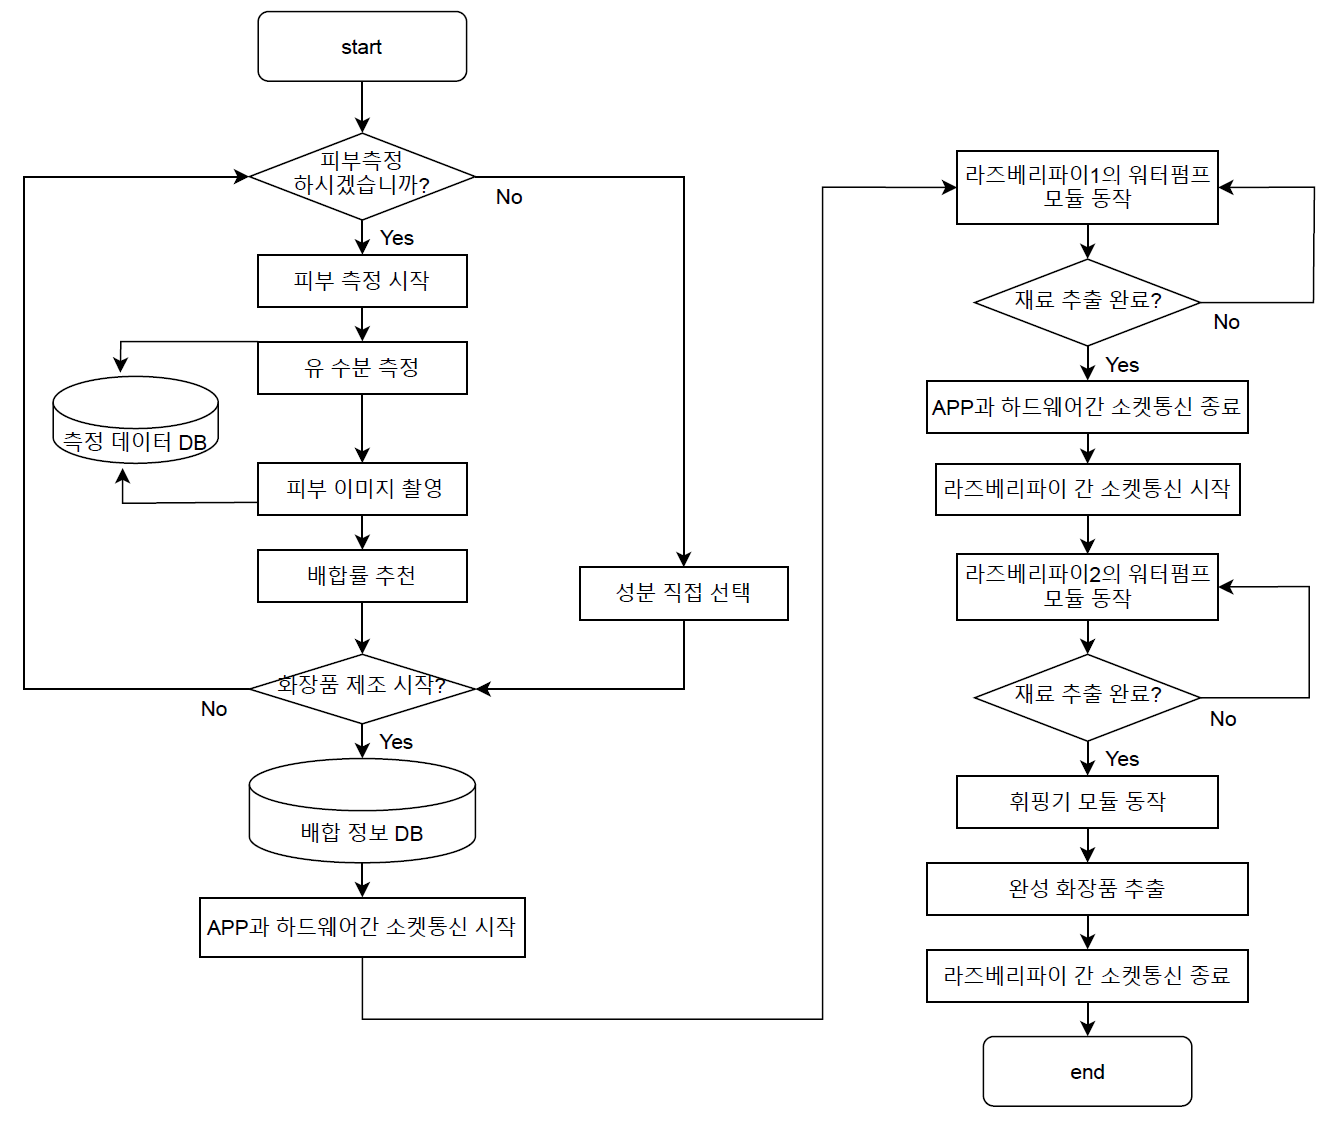 start
피부측정
하시겠습니까?
No
Yes
피부 측정 시작
유 수분 측정
측정 데이터 DB
피부 이미지 촬영
배합률 추천
성분 직접 선택
화장품 제조 시작?
No
Yes
배합 정보 DB
APP과 하드웨어간 소켓통신 시작
라즈베리파이1의 워터펌프
모듈 동작
재료 추출 완료?
No
Yes
APP과 하드웨어간 소켓통신 종료
라즈베리파이 간 소켓통신 시작
라즈베리파이2의 워터펌프
모듈 동작
재료 추출 완료?
No
Yes
휘핑기 모듈 동작
완성 화장품 추출
라즈베리파이 간 소켓통신 종료
end